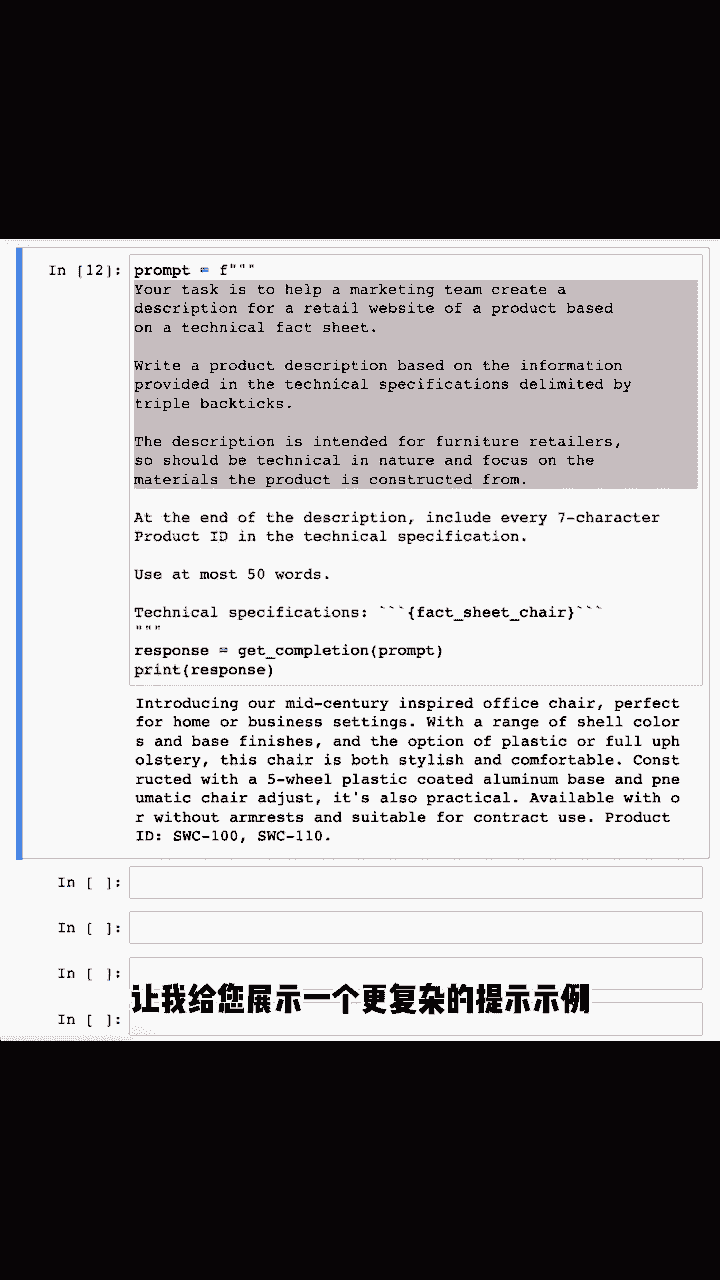 In [12]: prompt = f"""
Your task is to help a marketing team create a
description for a retail website of a product based
on a technical fact sheet.
Write a product description based on the information
provided in the technical specifications delimited by
triple backticks.
The description is intended for furniture retailers,
so should be technical in nature and focus on the
materials the product is constructed from.
At the end of the description, include every 7-character
Product ID in the technical specification.
Use at most 50 words.
Technical specifications: ```{fact_sheet_chair}```
"""
response = get_completion(prompt)
print(response)
Introducing our mid-century inspired office chair, perfect
for home or business settings. With a range of shell color
s and base finishes, and the option of plastic or full uph
olstery, this chair is both stylish and comfortable. Const
ructed with a 5-wheel plastic coated aluminum base and pne
umatic chair adjust, it's also practical. Available with o
r without armrests and suitable for contract use. Product
ID: SWC-100, SWC-110.
In [ ]:
In [ ]:
In [ ]:
让我给您展示一个更复杂的提示示例
In [ ]: